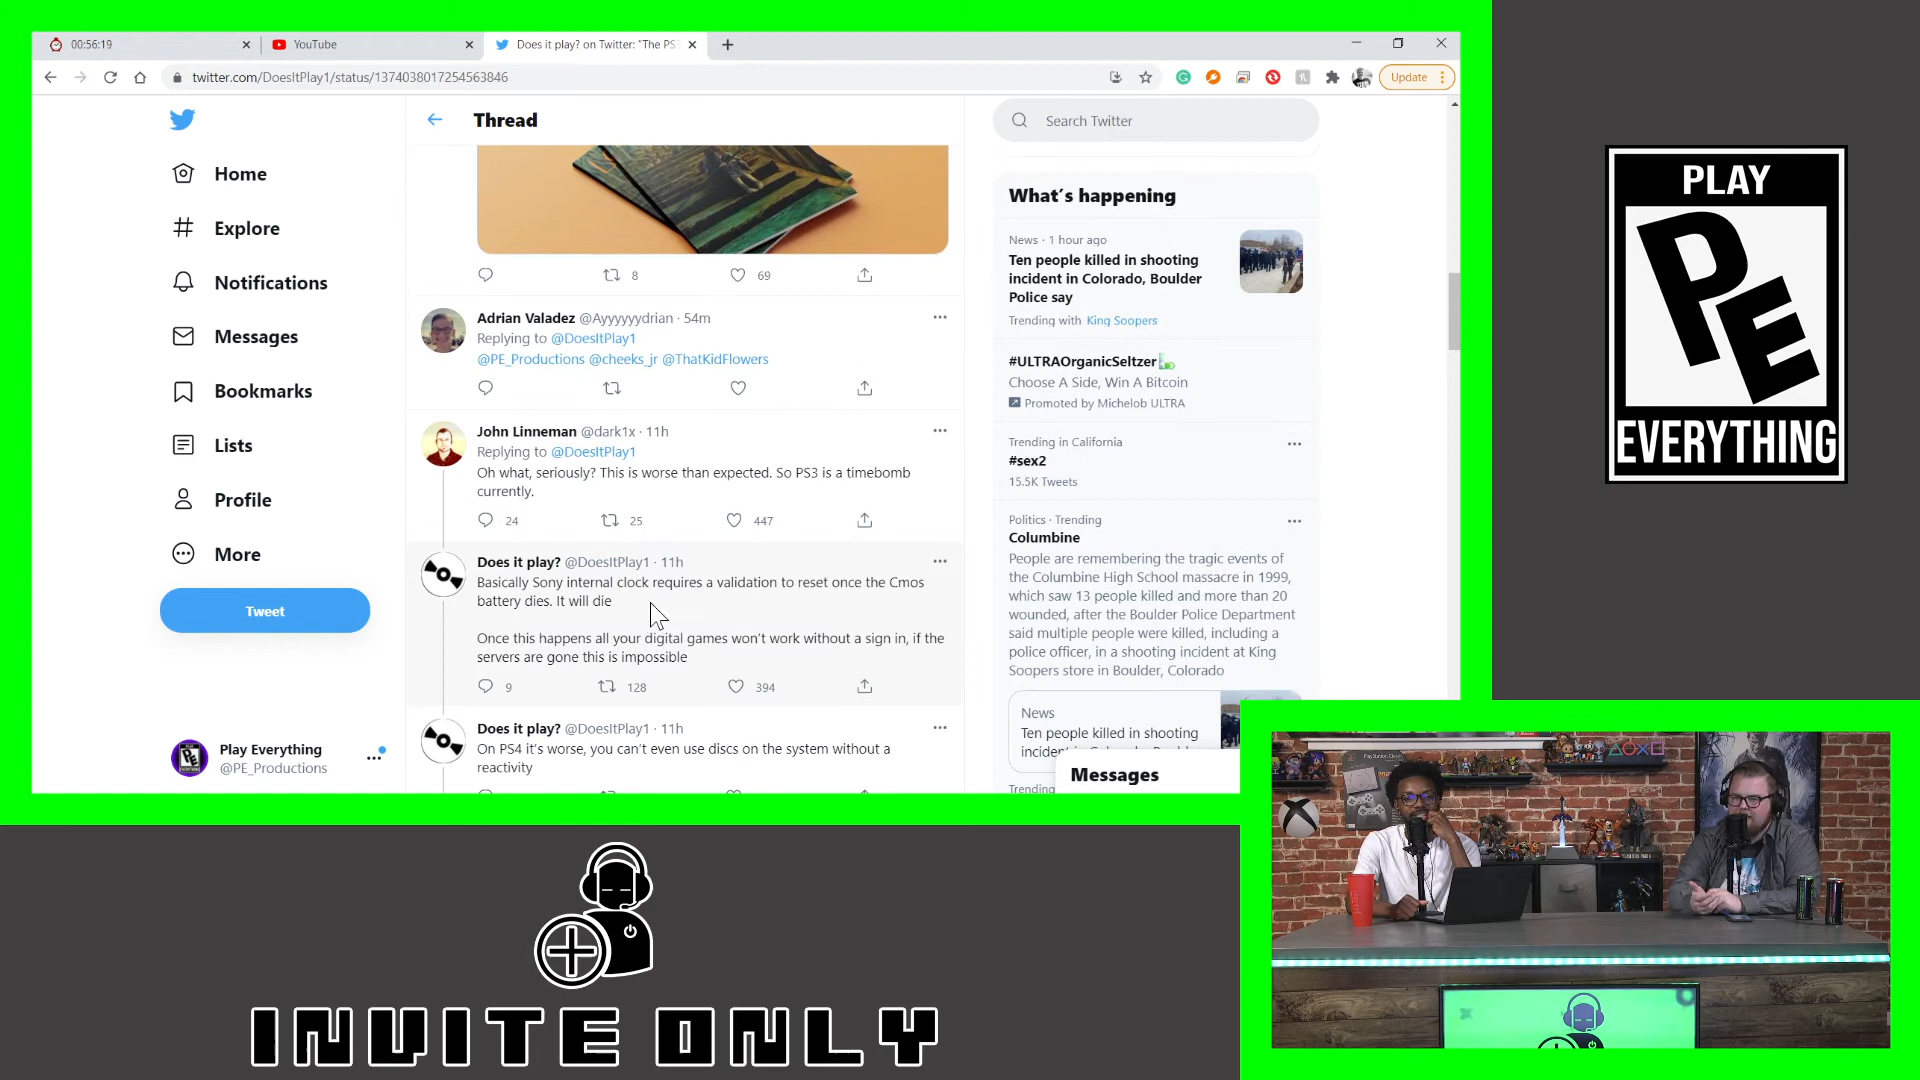 00:56:19
YouTube
Does it play? on Twitter: "The PS
twitter.com/DoesItPlay1/status/1374038017254563846
Update
Home
Explore
Notifications
Messages
Bookmarks
Lists
Profile
More
Tweet
Play Everything
@PE_Productions
Thread
8
69
Adrian Valadez @Ayyyyyydrian · 54m
Replying to @DoesItPlay1
@PE_Productions @cheeks_jr @ThatKidFlowers
John Linneman @dark1x · 11h
Replying to @DoesItPlay1
Oh what, seriously? This is worse than expected. So PS3 is a timebomb
currently.
24
25
447
Does it play? @DoesItPlay1 · 11h
Basically Sony internal clock requires a validation to reset once the Cmos
battery dies. It will die
Once this happens all your digital games won't work without a sign in, if the
servers are gone this is impossible
9
128
394
Does it play? @DoesItPlay1 · 11h
On PS4 it's worse, you can't even use discs on the system without a
reactivity
Search Twitter
What's happening
News · 1 hour ago
Ten people killed in shooting
incident in Colorado, Boulder
Police say
Trending with King Soopers
#ULTRAOrganicSeltzer
Choose A Side, Win A Bitcoin
Promoted by Michelob ULTRA
Trending in California
#sex2
15.5K Tweets
Politics · Trending
Columbine
People are remembering the tragic events of
the Columbine High School massacre in 1999,
which saw 13 people killed and more than 20
wounded, after the Boulder Police Department
said multiple people were killed, including a
police officer, in a shooting incident at King
Soopers store in Boulder, Colorado
News
Ten people killed in shooting
Trending
Messages
PLAY
PE
EVERYTHING
INVITE ONLY